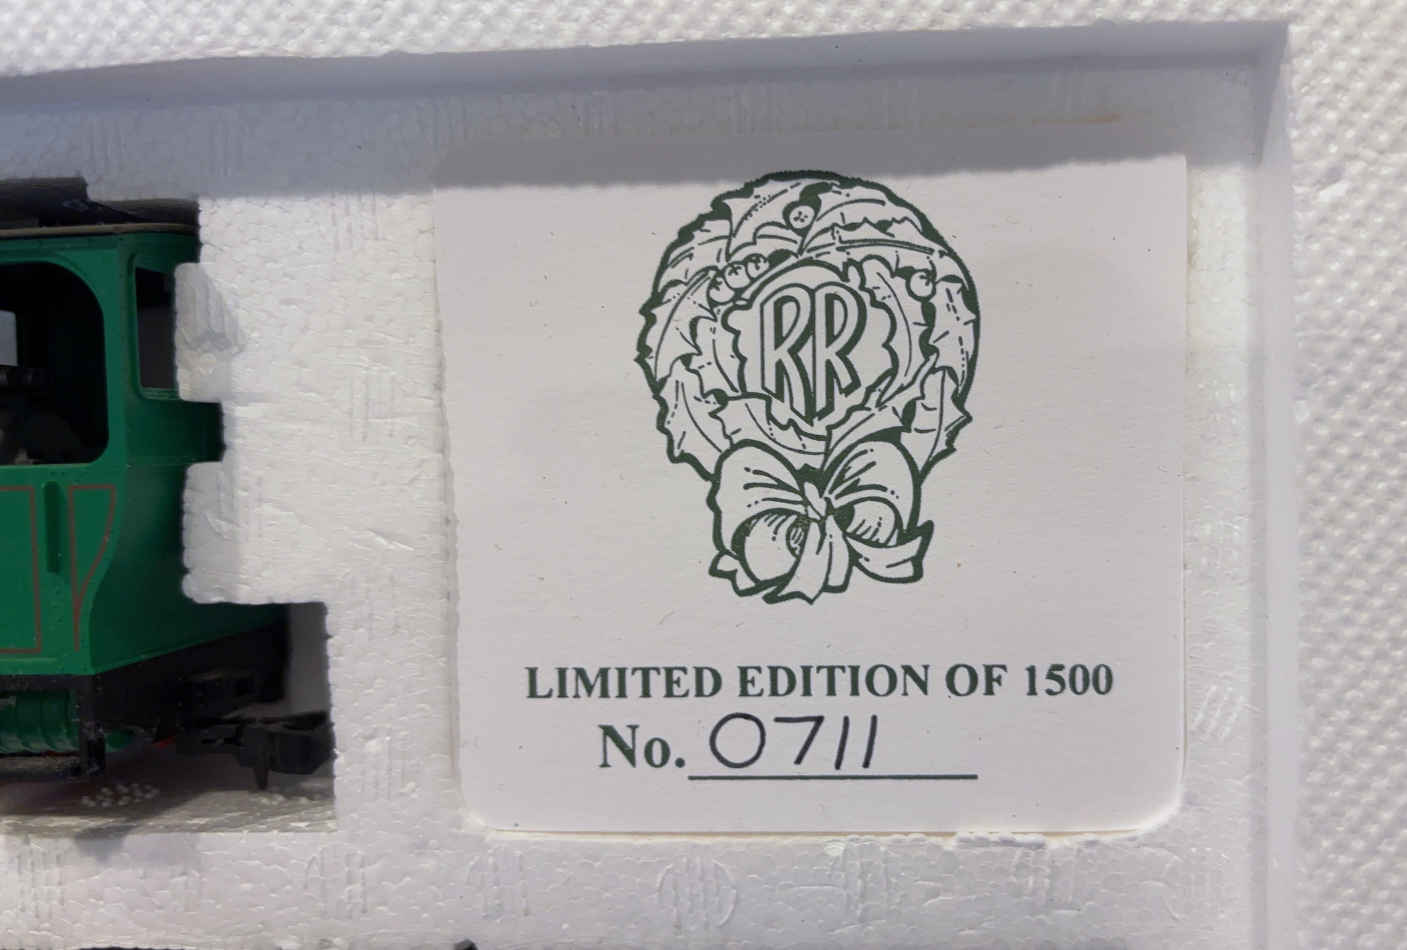 RR
LIMITED EDITION OF 1500
No. 0711